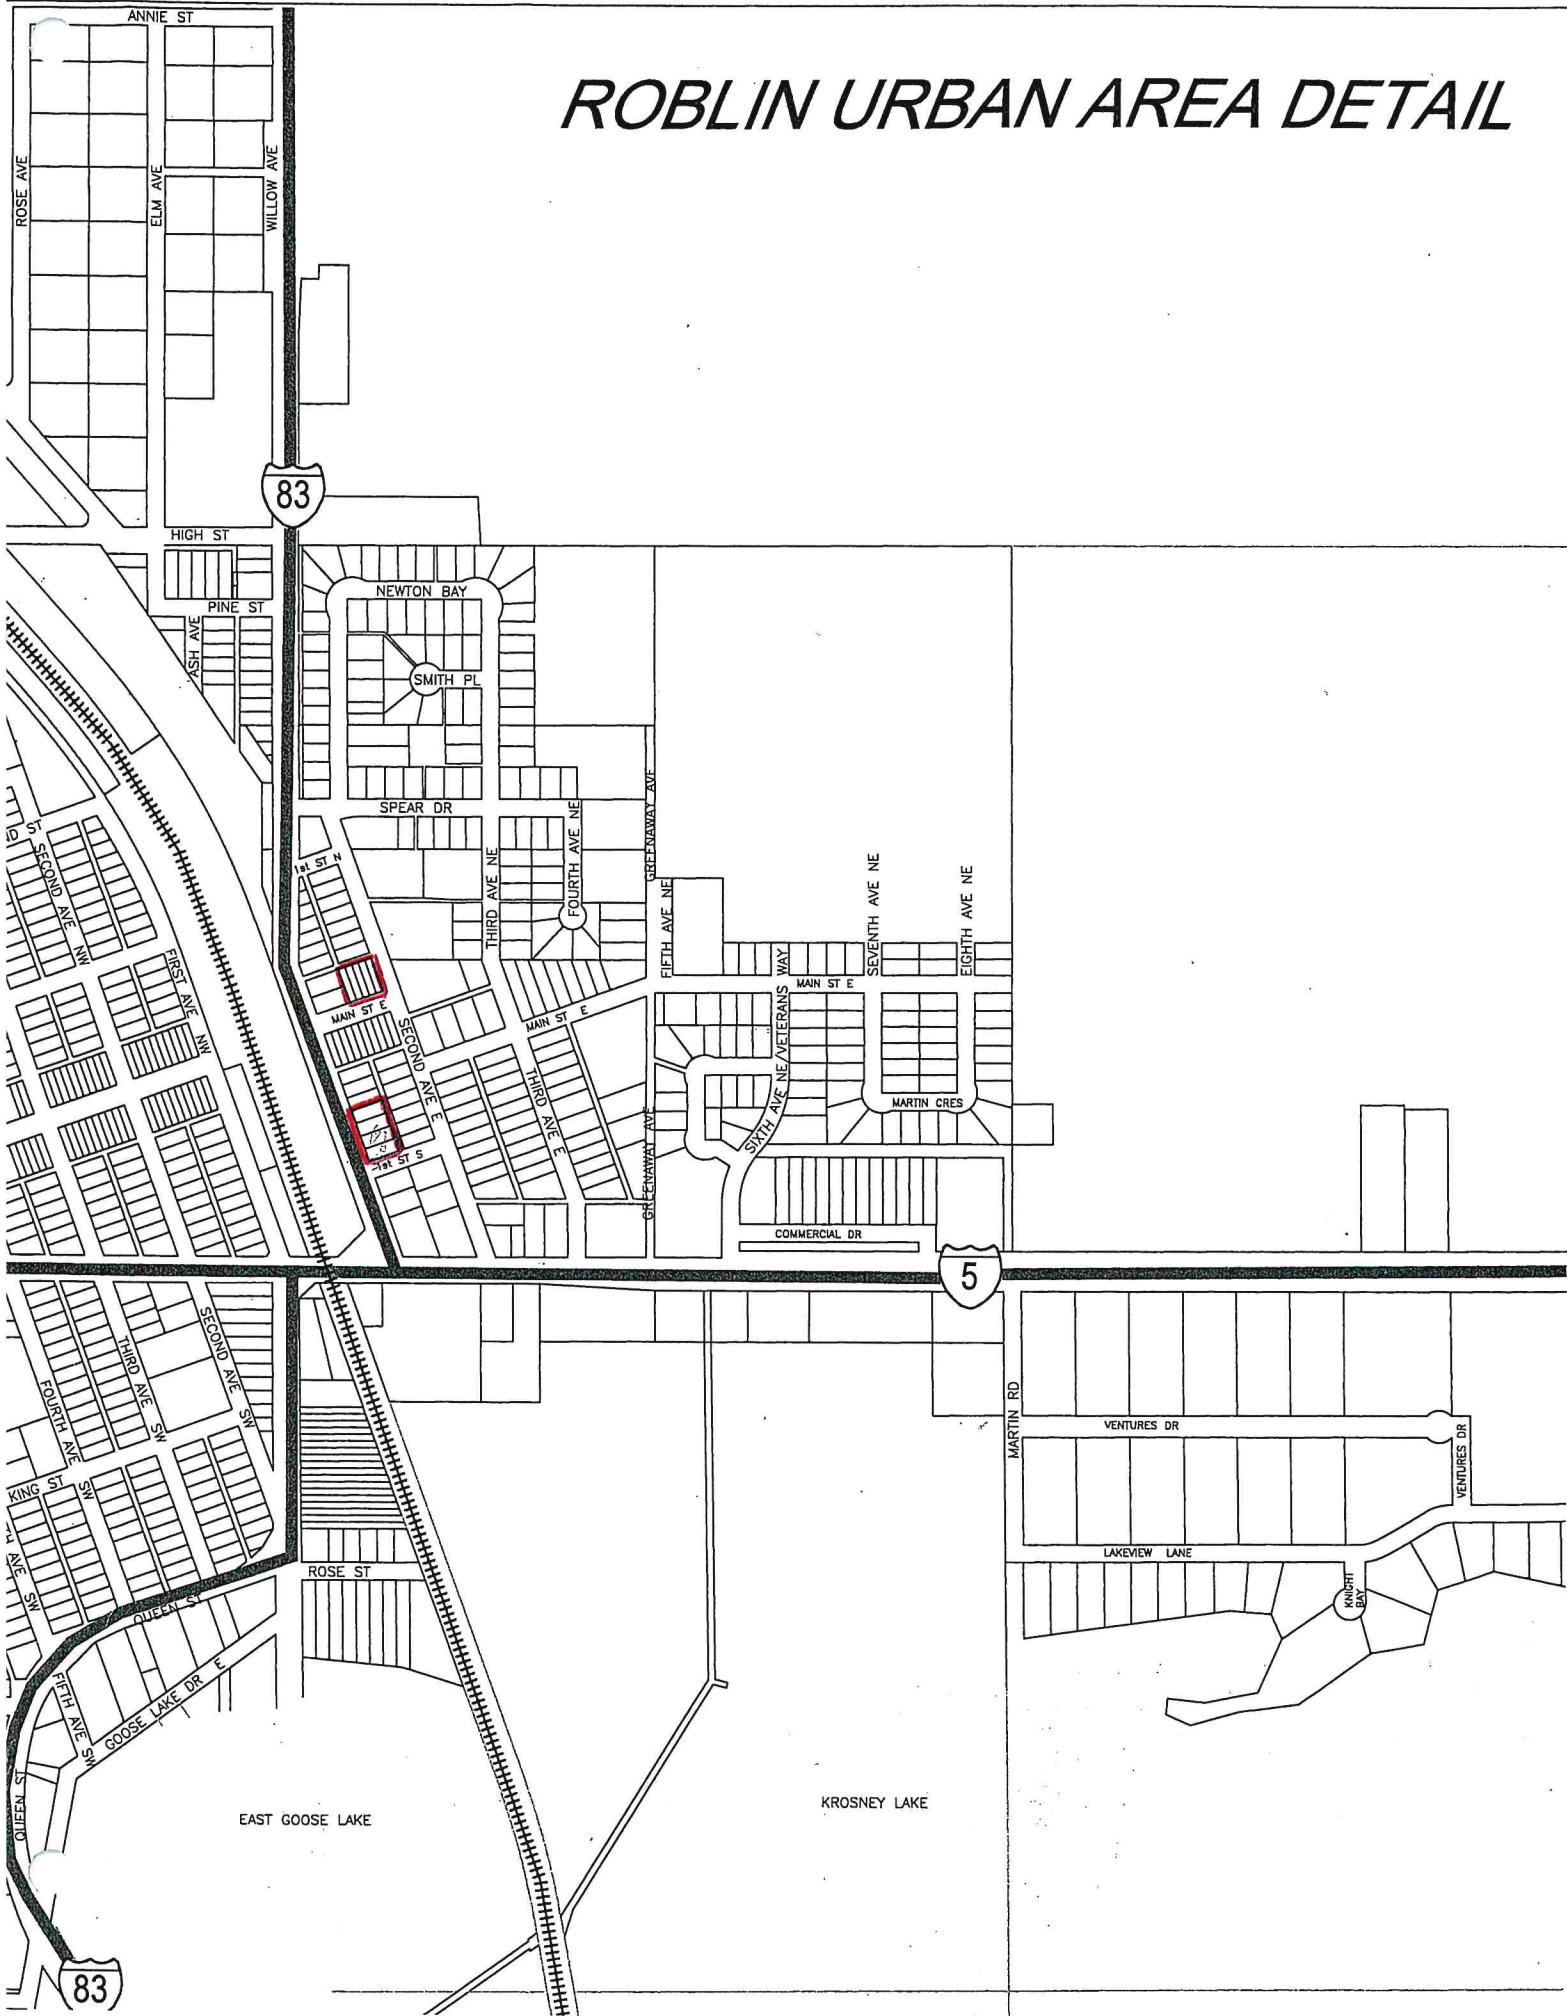 ROBLIN URBAN AREA DETAIL
ANNIE ST
ROSE AVE
ELM AVE
WILLOW AVE
83
HIGH ST
PINE ST
ASH AVE
NEWTON BAY
SMITH PL
SPEAR DR
1st ST N
SECOND AVE NW
FIRST AVE NW
THIRD AVE NE
FOURTH AVE NE
GREENAWAY AVE
FIFTH AVE NE
SEVENTH AVE NE
EIGHTH AVE NE
MAIN ST E
MAIN ST E
MAIN ST E
SIXTH AVE NE/VETERANS WAY
SECOND AVE E
THIRD AVE E
MARTIN CRES
1st ST S
GREENAWAY AVE
COMMERCIAL DR
5
SECOND AVE SW
THIRD AVE SW
FOURTH AVE SW
KING ST
AVE SW
MARTIN RD
VENTURES DR
VENTURES DR
LAKEVIEW LANE
KNIGHT BAY
ROSE ST
QUEEN ST
FIFTH AVE SW
GOOSE LAKE DR E
QUEEN ST
EAST GOOSE LAKE
KROSNEY LAKE
83